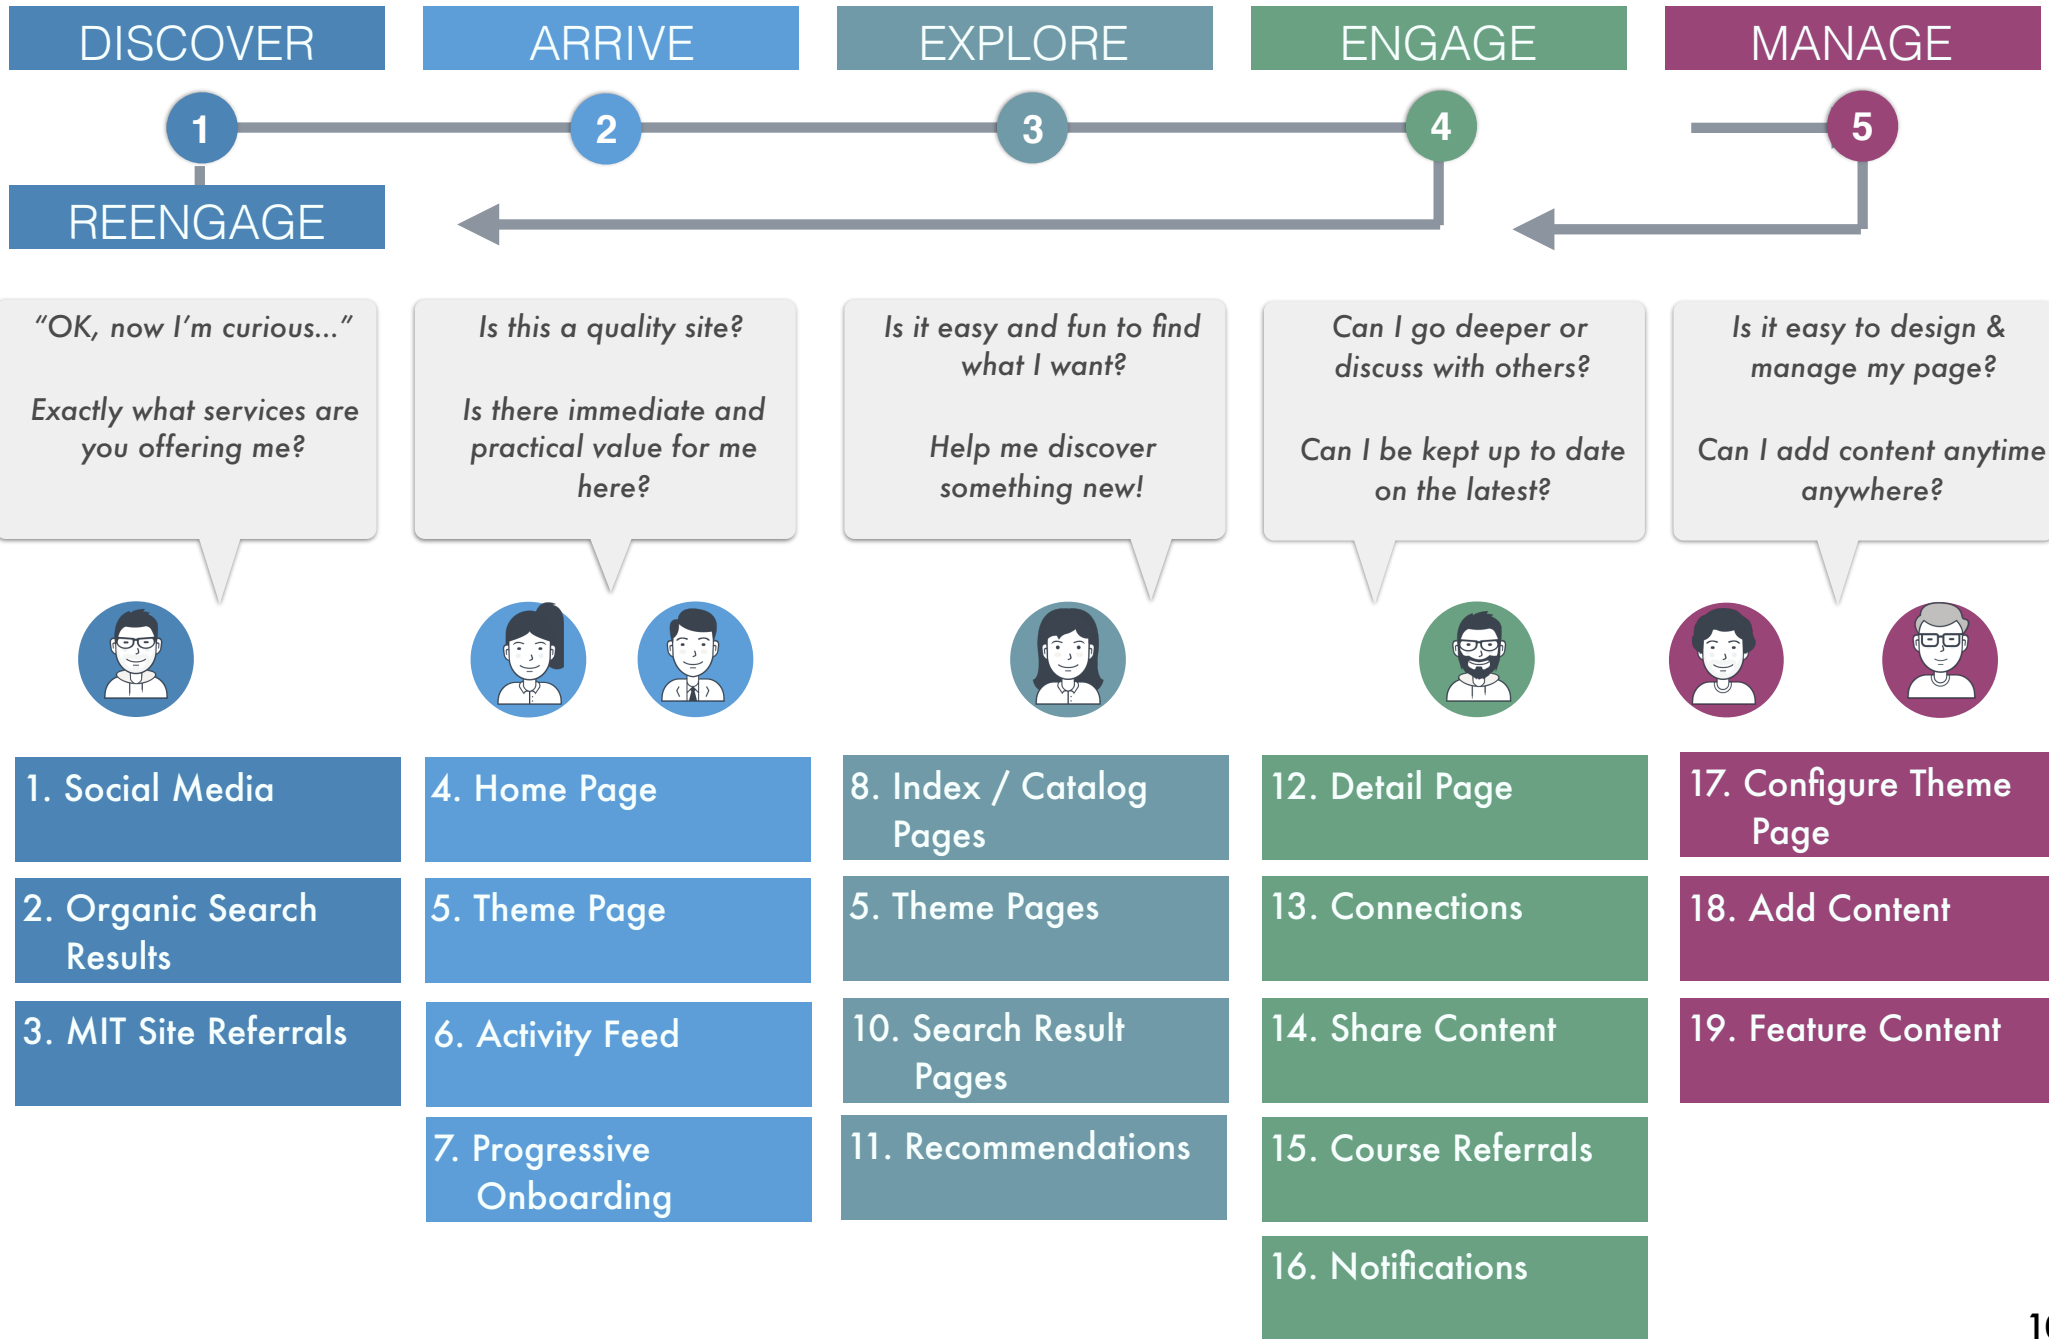 DISCOVER
ARRIVE
EXPLORE
ENGAGE
MANAGE
1
2
3
4
5
REENGAGE
“OK, now I’m curious...”
Exactly what services are
you offering me?
Is this a quality site?
Is there immediate and
practical value for me
here?
Is it easy and fun to find
what I want?
Help me discover
something new!
Can I go deeper or
discuss with others?
Can I be kept up to date
on the latest?
Is it easy to design &
manage my page?
Can I add content anytime
anywhere?
1. Social Media
2. Organic Search
Results
3. MIT Site Referrals
4. Home Page
5. Theme Page
6. Activity Feed
7. Progressive
Onboarding
8. Index / Catalog
Pages
5. Theme Pages
10. Search Result
Pages
11. Recommendations
12. Detail Page
13. Connections
14. Share Content
15. Course Referrals
16. Notifications
17. Configure Theme
Page
18. Add Content
19. Feature Content